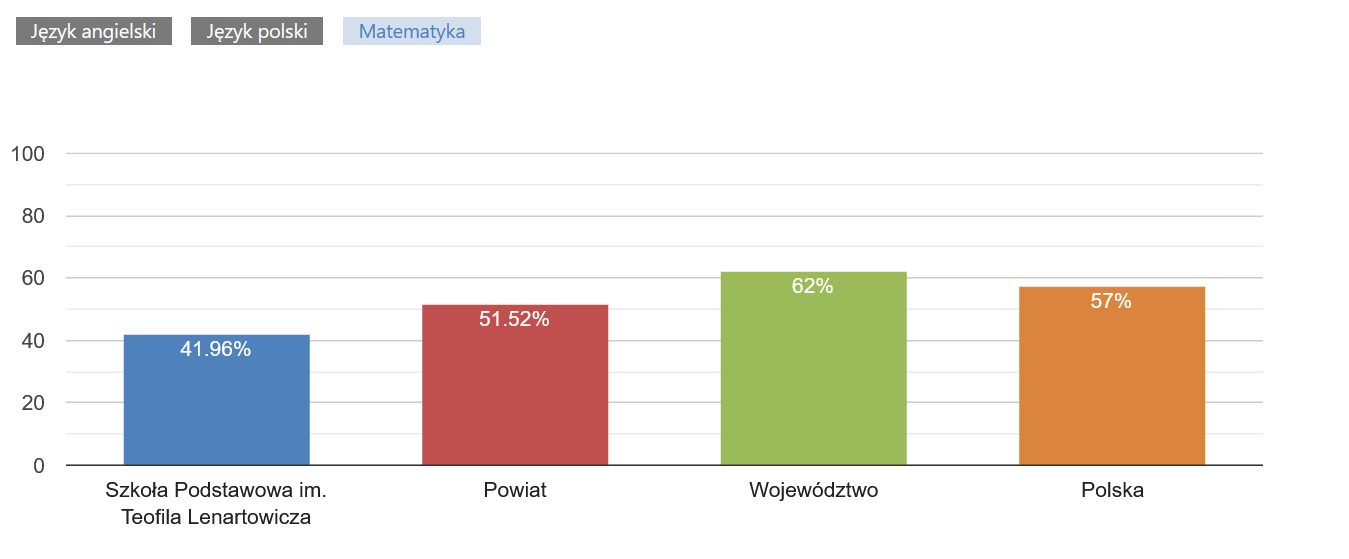 Język angielski Język polski Matematyka
100
80
60
40
20
0
41.96%
51.52%
62%
57%
Szkoła Podstawowa im.
Teofila Lenartowicza
Powiat
Województwo
Polska